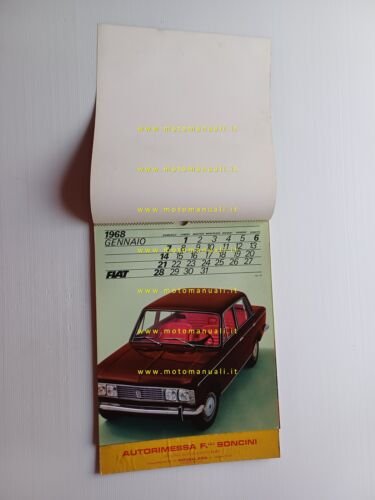 www.motomanuali.it
www.motomanuali.it
1968
GENNAIO
1 2 3 4 5 6
7 8 9 10 11 12 13
14 15 16 17 18 19 20
21 22 23 24 25 26 27
FIAT
28 29 30 31
www.motomanuali.it
www.motomanuali.it
www.motomanuali.it
AUTORIMESSA F.LLI SONCINI